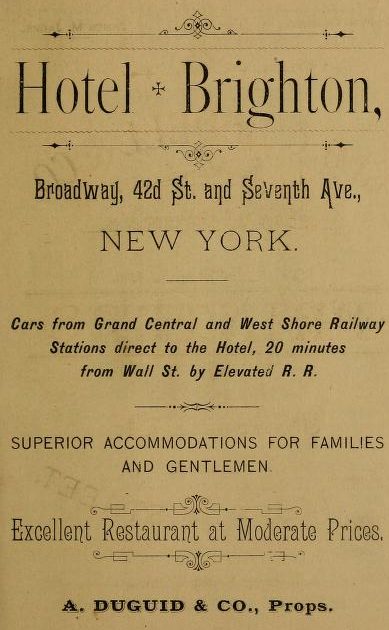 Hotel ✠ Brighton,
Broadway, 42d St. and Seventh Ave.,
NEW YORK.
Cars from Grand Central and West Shore Railway
Stations direct to the Hotel, 20 minutes
from Wall St. by Elevated R. R.
SUPERIOR ACCOMMODATIONS FOR FAMILIES
AND GENTLEMEN.
Excellent Restaurant at Moderate Prices.
A. DUGUID & CO., Props.